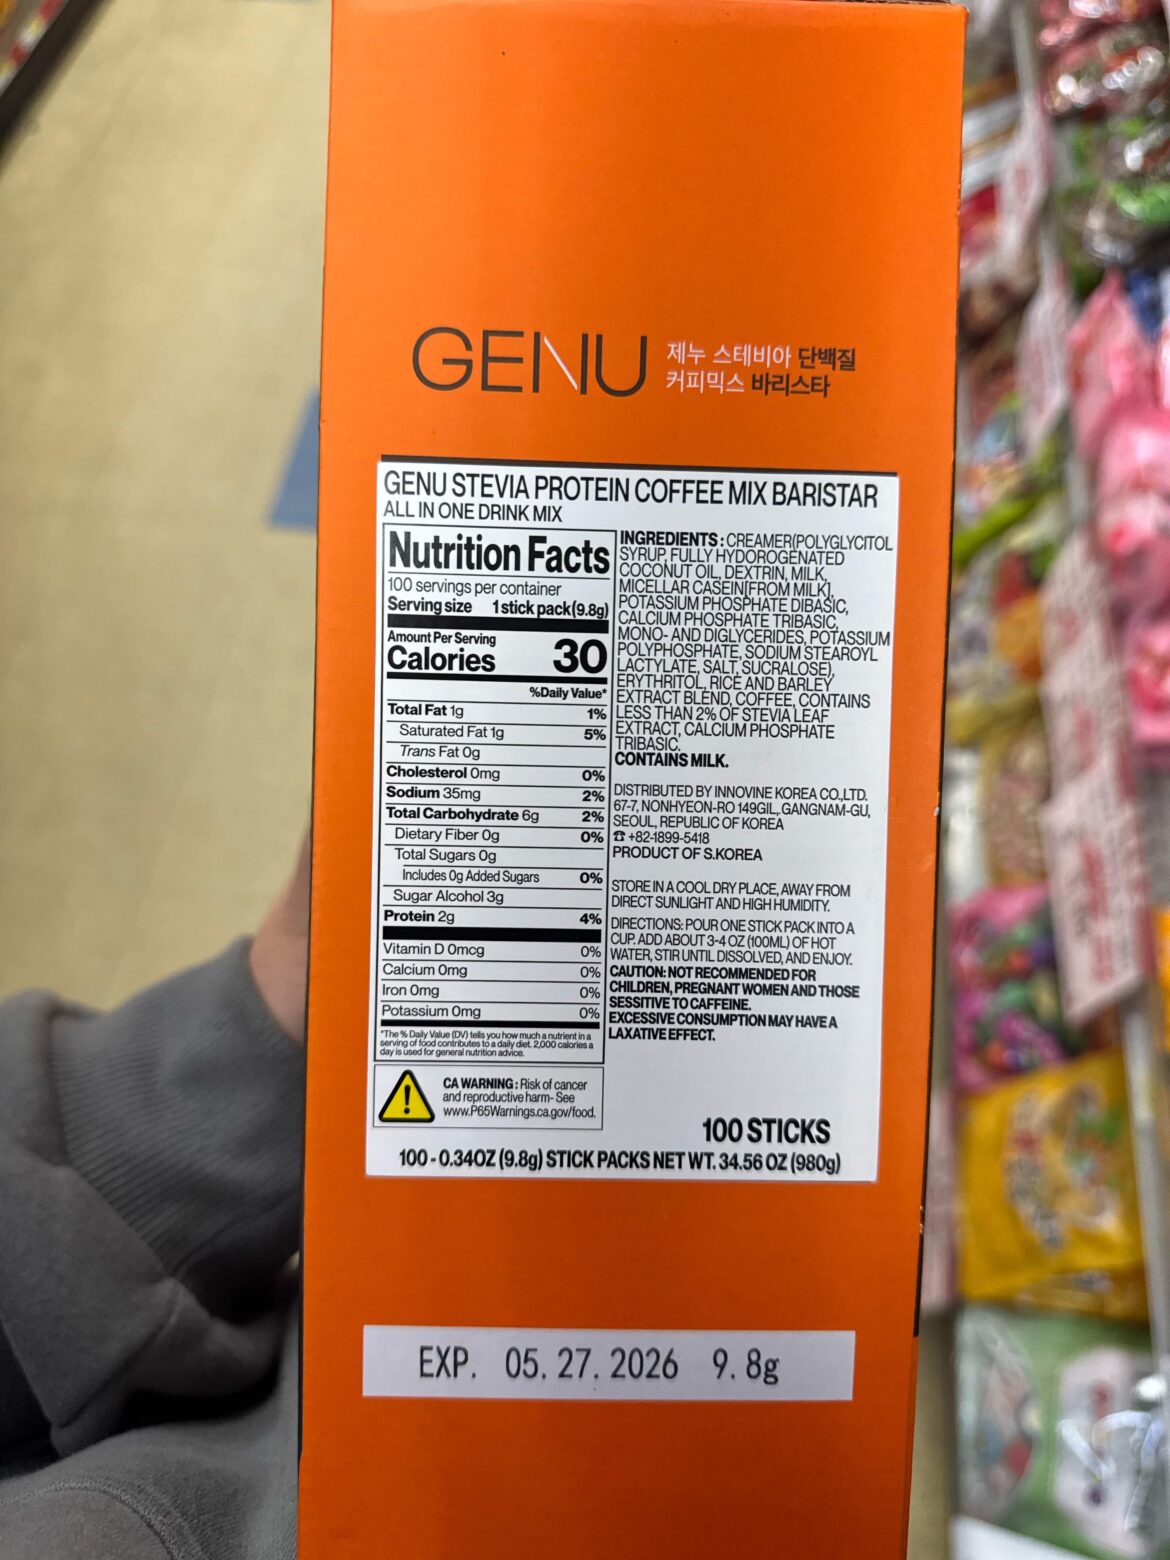 GENU 제누 스테비아 단백질
커피믹스 바리스타
GENU STEVIA PROTEIN COFFEE MIX BARISTAR
ALL IN ONE DRINK MIX
Nutrition Facts
100 servings per container
Serving size 1 stick pack(9.8g)
Amount Per Serving
Calories 30
%Daily Value*
Total Fat 1g 1%
Saturated Fat 1g 5%
Trans Fat 0g
Cholesterol 0mg 0%
Sodium 35mg 2%
Total Carbohydrate 6g 2%
Dietary Fiber 0g 0%
Total Sugars 0g
Includes 0g Added Sugars 0%
Sugar Alcohol 3g
Protein 2g 4%
Vitamin D 0mcg 0%
Calcium 0mg 0%
Iron 0mg 0%
Potassium 0mg 0%
*The % Daily Value (DV) tells you how much a nutrient in a
serving of food contributes to a daily diet. 2,000 calories a
day is used for general nutrition advice.
CA WARNING : Risk of cancer
and reproductive harm- See
www.P65Warnings.ca.gov/food.
INGREDIENTS : CREAMER(POLYGLYCITOL
SYRUP, FULLY HYDOROGENATED
COCONUT OIL, DEXTRIN, MILK,
MICELLAR CASEIN[FROM MILK],
POTASSIUM PHOSPHATE DIBASIC,
CALCIUM PHOSPHATE TRIBASIC,
MONO- AND DIGLYCERIDES, POTASSIUM
POLYPHOSPHATE, SODIUM STEAROYL
LACTYLATE, SALT, SUCRALOSE),
ERYTHRITOL, RICE AND BARLEY
EXTRACT BLEND, COFFEE, CONTAINS
LESS THAN 2% OF STEVIA LEAF
EXTRACT, CALCIUM PHOSPHATE
TRIBASIC.
CONTAINS MILK.
DISTRIBUTED BY INNOVINE KOREA CO.,LTD.
67-7, NONHYEON-RO 149GIL, GANGNAM-GU,
SEOUL, REPUBLIC OF KOREA
☎ +82-1899-5418
PRODUCT OF S.KOREA
STORE IN A COOL DRY PLACE, AWAY FROM
DIRECT SUNLIGHT AND HIGH HUMIDITY.
DIRECTIONS: POUR ONE STICK PACK INTO A
CUP. ADD ABOUT 3-4 OZ (100ML) OF HOT
WATER, STIR UNTIL DISSOLVED, AND ENJOY.
CAUTION: NOT RECOMMENDED FOR
CHILDREN, PREGNANT WOMEN AND THOSE
SESSITIVE TO CAFFEINE.
EXCESSIVE CONSUMPTION MAY HAVE A
LAXATIVE EFFECT.
100 STICKS
100 - 0.34OZ (9.8g) STICK PACKS NET WT. 34.56 OZ (980g)
EXP. 05. 27. 2026 9. 8g